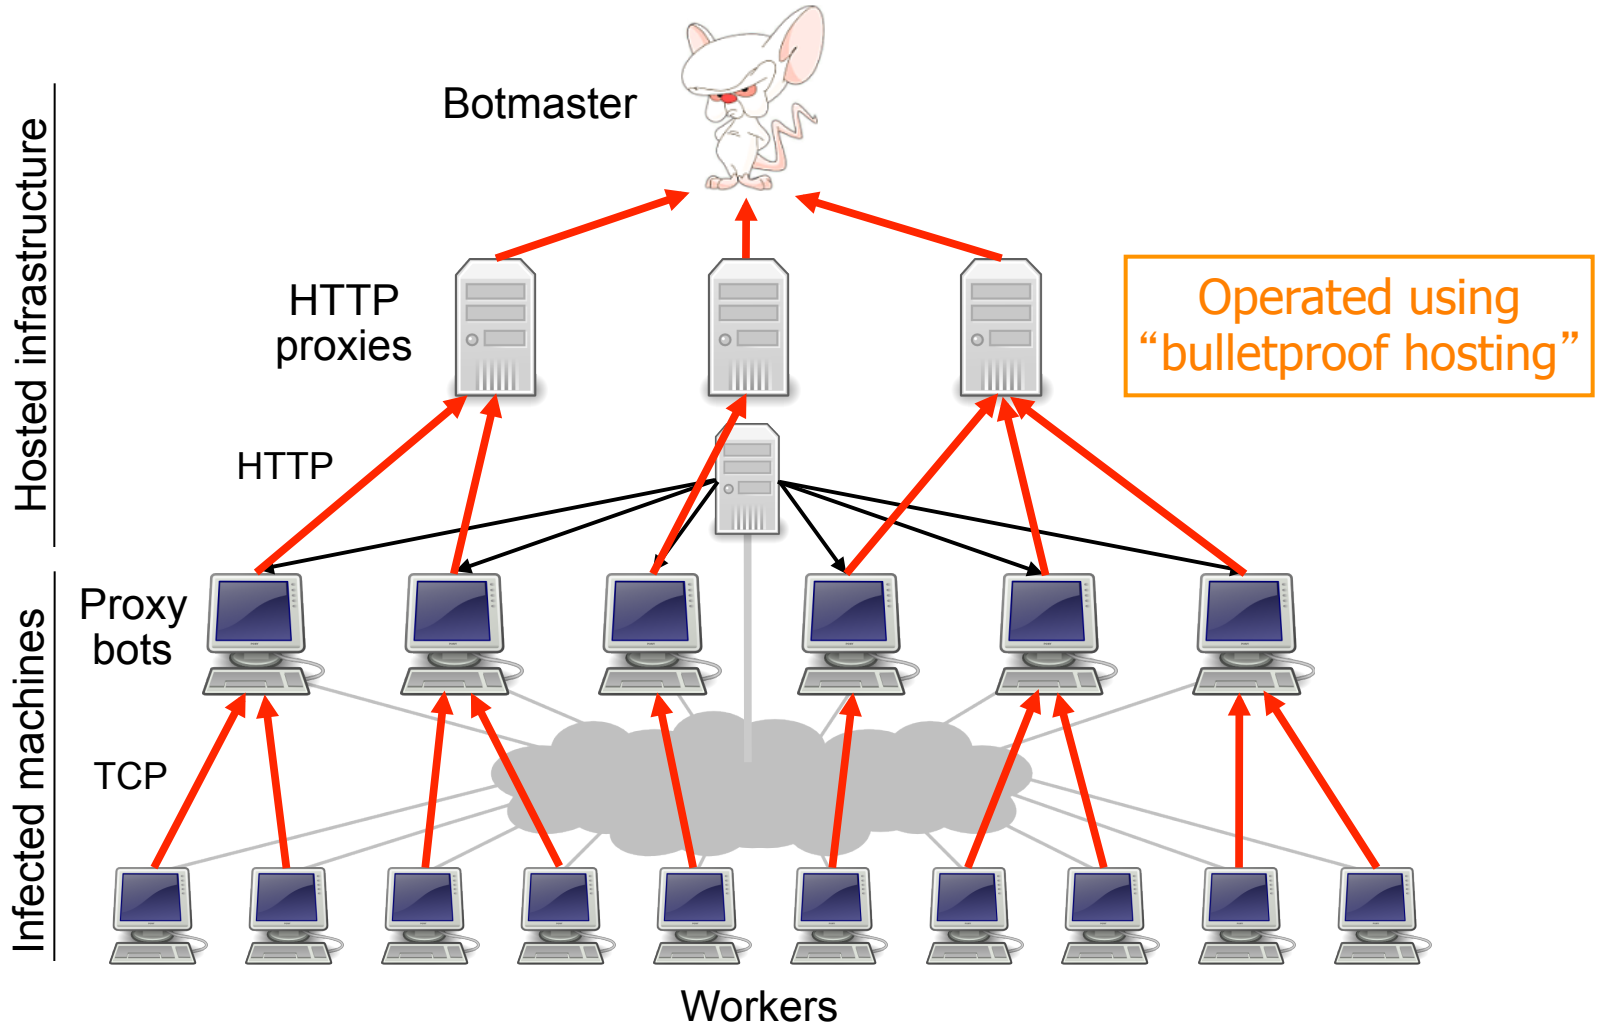 Botmaster
Hosted infrastructure
HTTP
proxies
Operated using
“bulletproof hosting”
HTTP
Infected machines
Proxy
bots
TCP
Workers